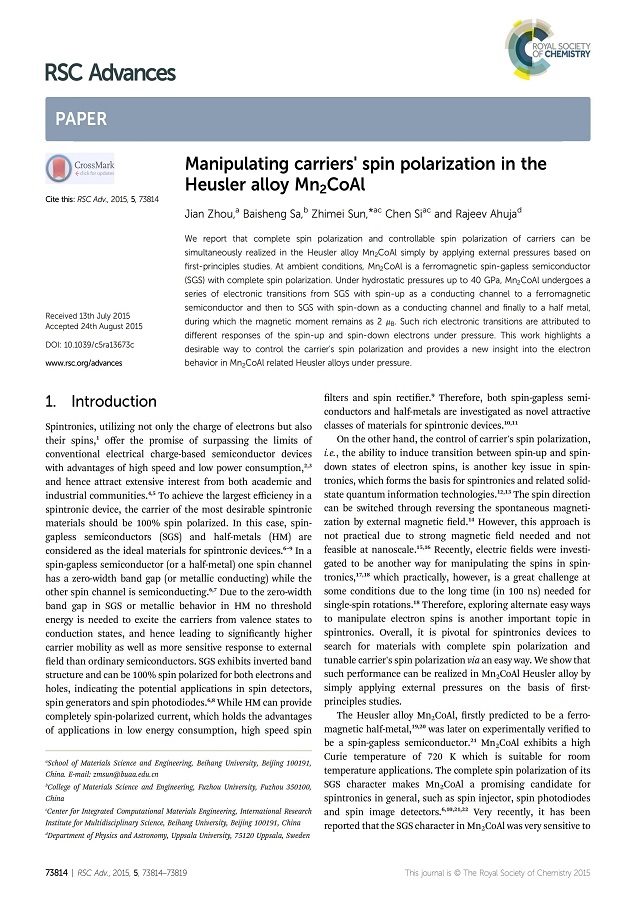 ROYAL SOCIETY
OF CHEMISTRY
RSC Advances
PAPER
CrossMark
click for updates
Cite this: RSC Adv., 2015, 5, 73814
Received 13th July 2015
Accepted 24th August 2015
DOI: 10.1039/c5ra13673c
www.rsc.org/advances
Manipulating carriers' spin polarization in the
Heusler alloy Mn₂CoAl
Jian Zhou,ᵃ Baisheng Sa,ᵇ Zhimei Sun,*ᵃᶜ Chen Siᵃᶜ and Rajeev Ahujaᵈ
We report that complete spin polarization and controllable spin polarization of carriers can be
simultaneously realized in the Heusler alloy Mn₂CoAl simply by applying external pressures based on
first-principles studies. At ambient conditions, Mn₂CoAl is a ferromagnetic spin-gapless semiconductor
(SGS) with complete spin polarization. Under hydrostatic pressures up to 40 GPa, Mn₂CoAl undergoes a
series of electronic transitions from SGS with spin-up as a conducting channel to a ferromagnetic
semiconductor and then to SGS with spin-down as a conducting channel and finally to a half metal,
during which the magnetic moment remains as 2 μB. Such rich electronic transitions are attributed to
different responses of the spin-up and spin-down electrons under pressure. This work highlights a
desirable way to control the carrier's spin polarization and provides a new insight into the electron
behavior in Mn₂CoAl related Heusler alloys under pressure.
1. Introduction
Spintronics, utilizing not only the charge of electrons but also
their spins,¹ offer the promise of surpassing the limits of
conventional electrical charge-based semiconductor devices
with advantages of high speed and low power consumption,²,³
and hence attract extensive interest from both academic and
industrial communities.⁴,⁵ To achieve the largest efficiency in a
spintronic device, the carrier of the most desirable spintronic
materials should be 100% spin polarized. In this case, spin-
gapless semiconductors (SGS) and half-metals (HM) are
considered as the ideal materials for spintronic devices.⁶⁻⁹ In a
spin-gapless semiconductor (or a half-metal) one spin channel
has a zero-width band gap (or metallic conducting) while the
other spin channel is semiconducting.⁶,⁷ Due to the zero-width
band gap in SGS or metallic behavior in HM no threshold
energy is needed to excite the carriers from valence states to
conduction states, and hence leading to significantly higher
carrier mobility as well as more sensitive response to external
field than ordinary semiconductors. SGS exhibits inverted band
structure and can be 100% spin polarized for both electrons and
holes, indicating the potential applications in spin detectors,
spin generators and spin photodiodes.⁶,⁸ While HM can provide
completely spin-polarized current, which holds the advantages
of applications in low energy consumption, high speed spin
filters and spin rectifier.⁹ Therefore, both spin-gapless semi-
conductors and half-metals are investigated as novel attractive
classes of materials for spintronic devices.¹⁰,¹¹
On the other hand, the control of carrier's spin polarization,
i.e., the ability to induce transition between spin-up and spin-
down states of electron spins, is another key issue in spin-
tronics, which forms the basis for spintronics and related solid-
state quantum information technologies.¹²,¹³ The spin direction
can be switched through reversing the spontaneous magneti-
zation by external magnetic field.¹⁴ However, this approach is
not practical due to strong magnetic field needed and not
feasible at nanoscale.¹⁵,¹⁶ Recently, electric fields were investi-
gated to be another way for manipulating the spins in spin-
tronics,¹⁷,¹⁸ which practically, however, is a great challenge at
some conditions due to the long time (in 100 ns) needed for
single-spin rotations.¹⁸ Therefore, exploring alternate easy ways
to manipulate electron spins is another important topic in
spintronics. Overall, it is pivotal for spintronics devices to
search for materials with complete spin polarization and
tunable carrier's spin polarization via an easy way. We show that
such performance can be realized in Mn₂CoAl Heusler alloy by
simply applying external pressures on the basis of first-
principles studies.
The Heusler alloy Mn₂CoAl, firstly predicted to be a ferro-
magnetic half-metal,¹⁹,²⁰ was later on experimentally verified to
be a spin-gapless semiconductor.²¹ Mn₂CoAl exhibits a high
Curie temperature of 720 K which is suitable for room
temperature applications. The complete spin polarization of its
SGS character makes Mn₂CoAl a promising candidate for
spintronics in general, such as spin injector, spin photodiodes
and spin image detectors.⁶,¹⁰,²¹,²² Very recently, it has been
reported that the SGS character in Mn₂CoAl was very sensitive to
ᵃSchool of Materials Science and Engineering, Beihang University, Beijing 100191,
China. E-mail: zmsun@buaa.edu.cn
ᵇCollege of Materials Science and Engineering, Fuzhou University, Fuzhou 350100,
China
ᶜCenter for Integrated Computational Materials Engineering, International Research
Institute for Multidisciplinary Science, Beihang University, Beijing 100191, China
ᵈDepartment of Physics and Astronomy, Uppsala University, 75120 Uppsala, Sweden
73814 | RSC Adv., 2015, 5, 73814–73819
This journal is © The Royal Society of Chemistry 2015